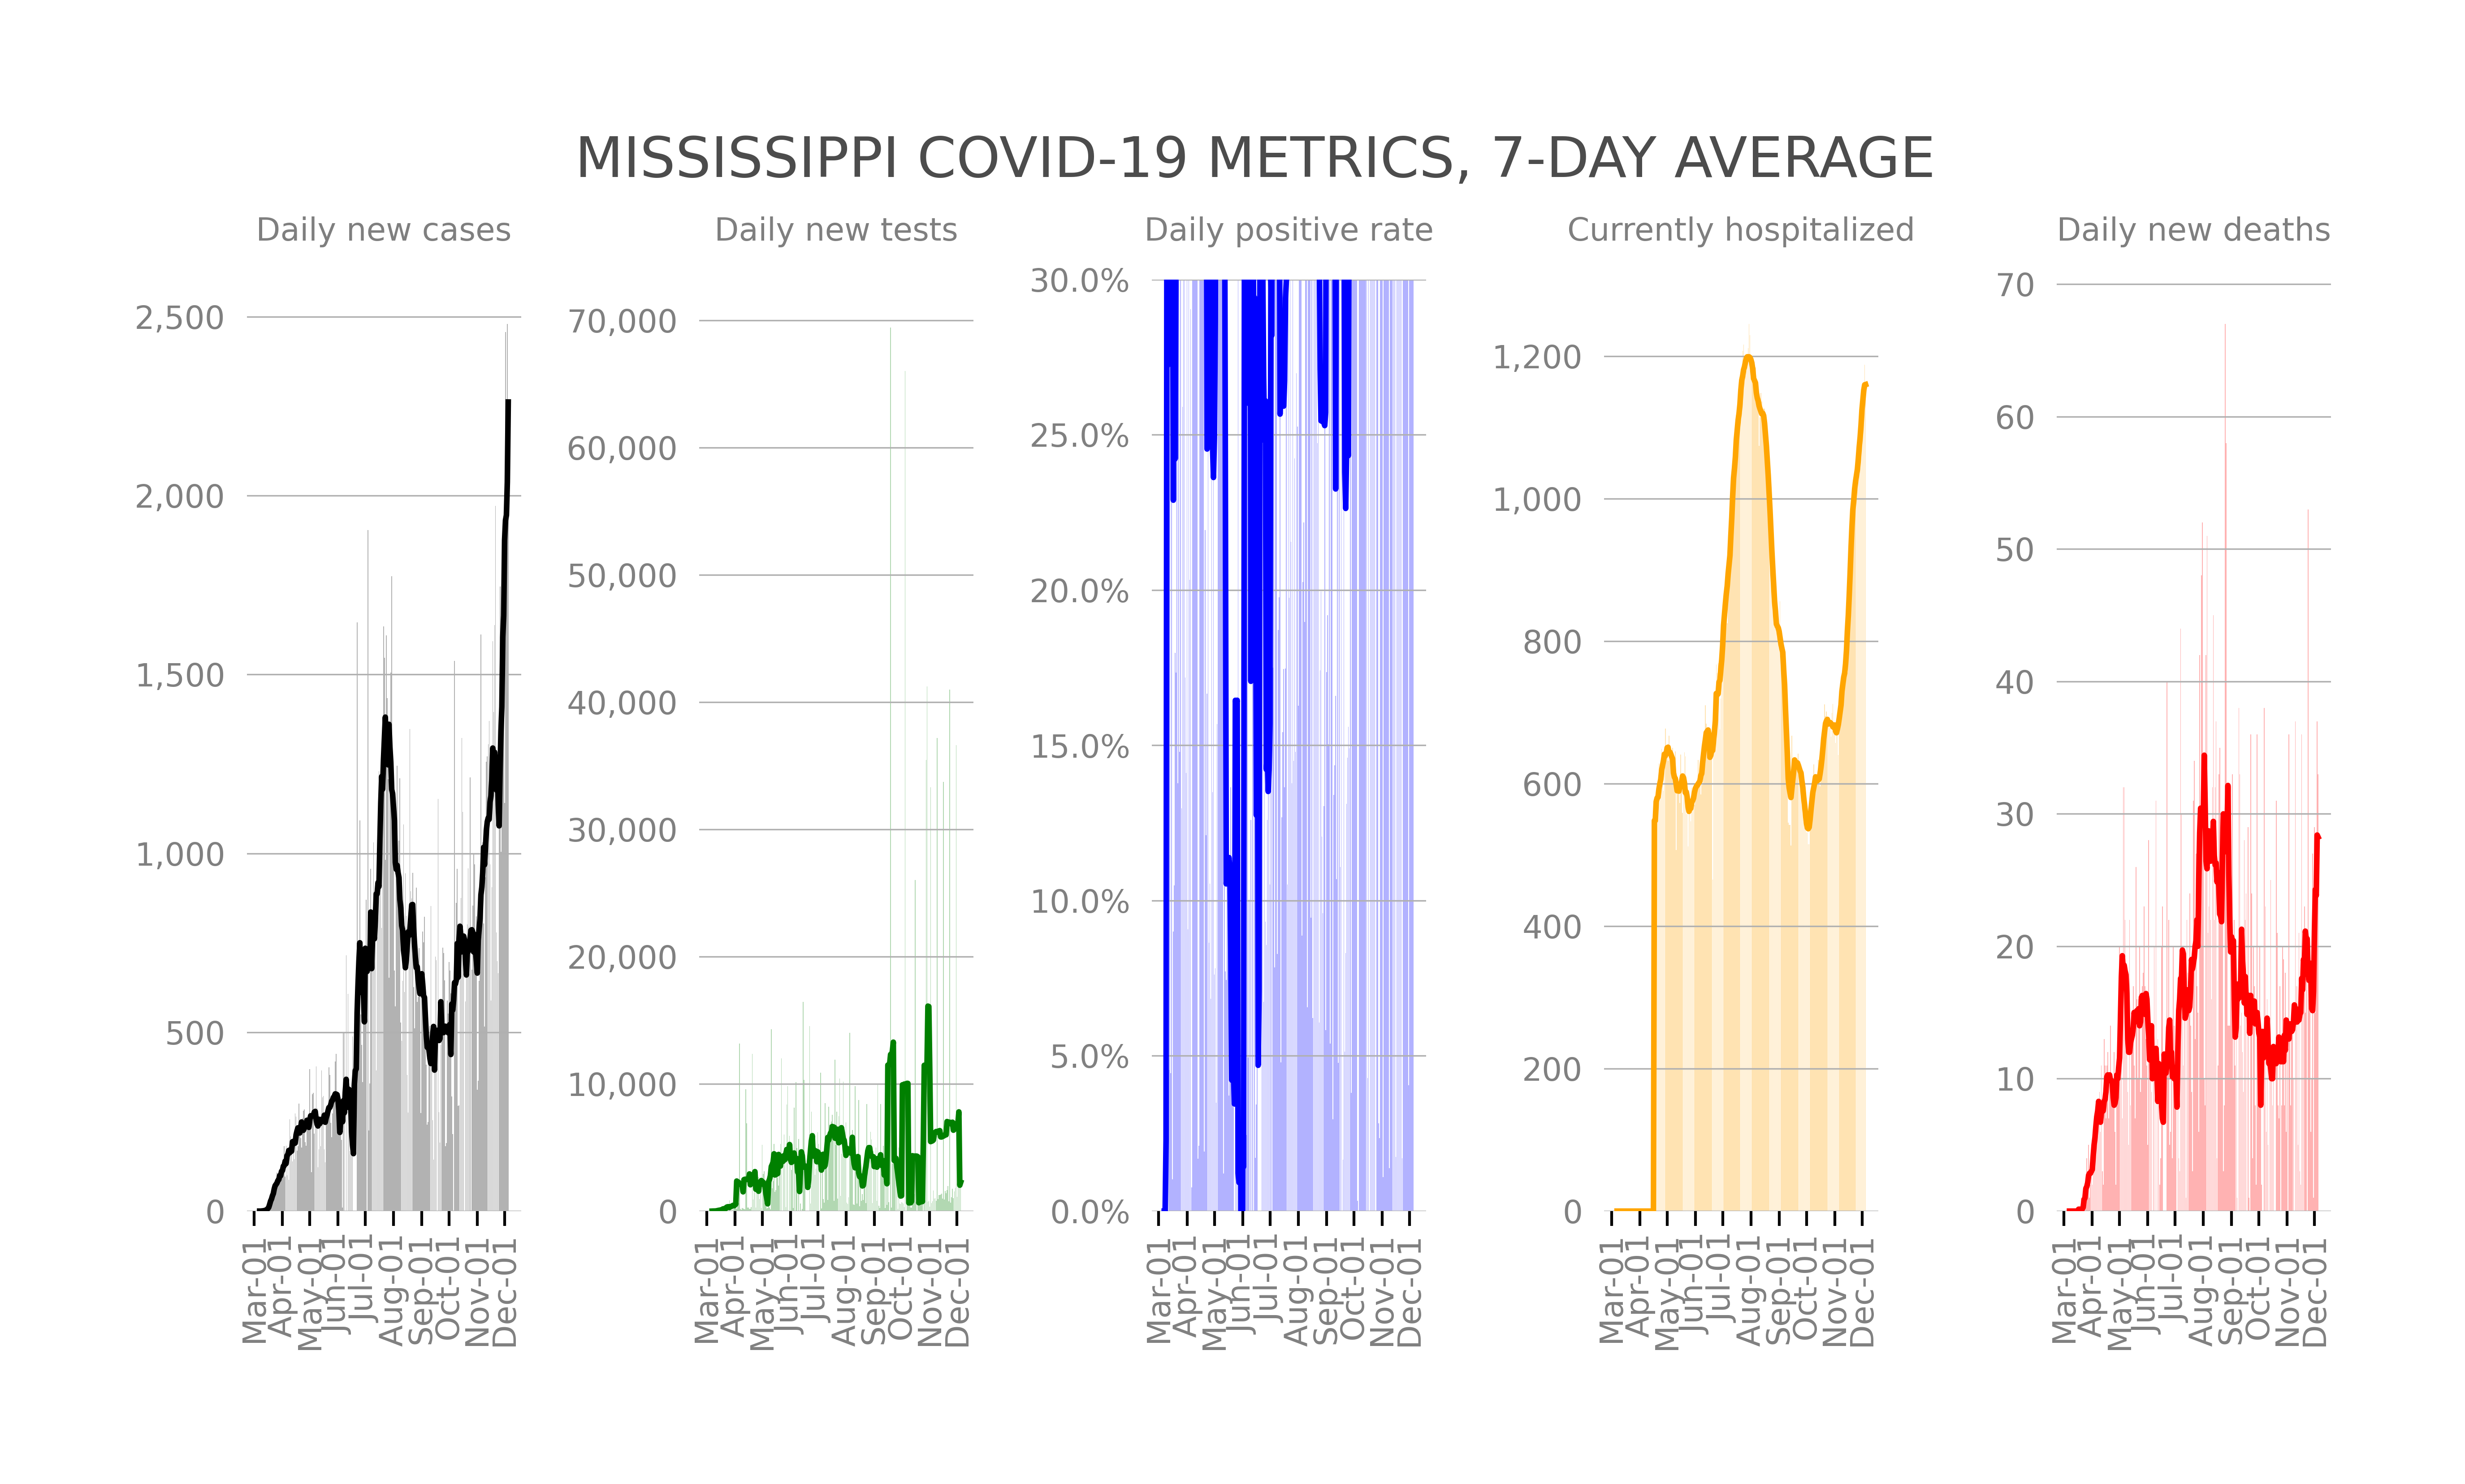 MISSISSIPPI COVID-19 METRICS, 7-DAY AVERAGE
Daily new cases
2,500
2,000
1,500
1,000
500
0
Mar-01
Apr-01
May-01
Jun-01
Jul-01
Aug-01
Sep-01
Oct-01
Nov-01
Dec-01
Daily new tests
70,000
60,000
50,000
40,000
30,000
20,000
10,000
0
Mar-01
Apr-01
May-01
Jun-01
Jul-01
Aug-01
Sep-01
Oct-01
Nov-01
Dec-01
Daily positive rate
30.0%
25.0%
20.0%
15.0%
10.0%
5.0%
0.0%
Mar-01
Apr-01
May-01
Jun-01
Jul-01
Aug-01
Sep-01
Oct-01
Nov-01
Dec-01
Currently hospitalized
1,200
1,000
800
600
400
200
0
Mar-01
Apr-01
May-01
Jun-01
Jul-01
Aug-01
Sep-01
Oct-01
Nov-01
Dec-01
Daily new deaths
70
60
50
40
30
20
10
0
Mar-01
Apr-01
May-01
Jun-01
Jul-01
Aug-01
Sep-01
Oct-01
Nov-01
Dec-01